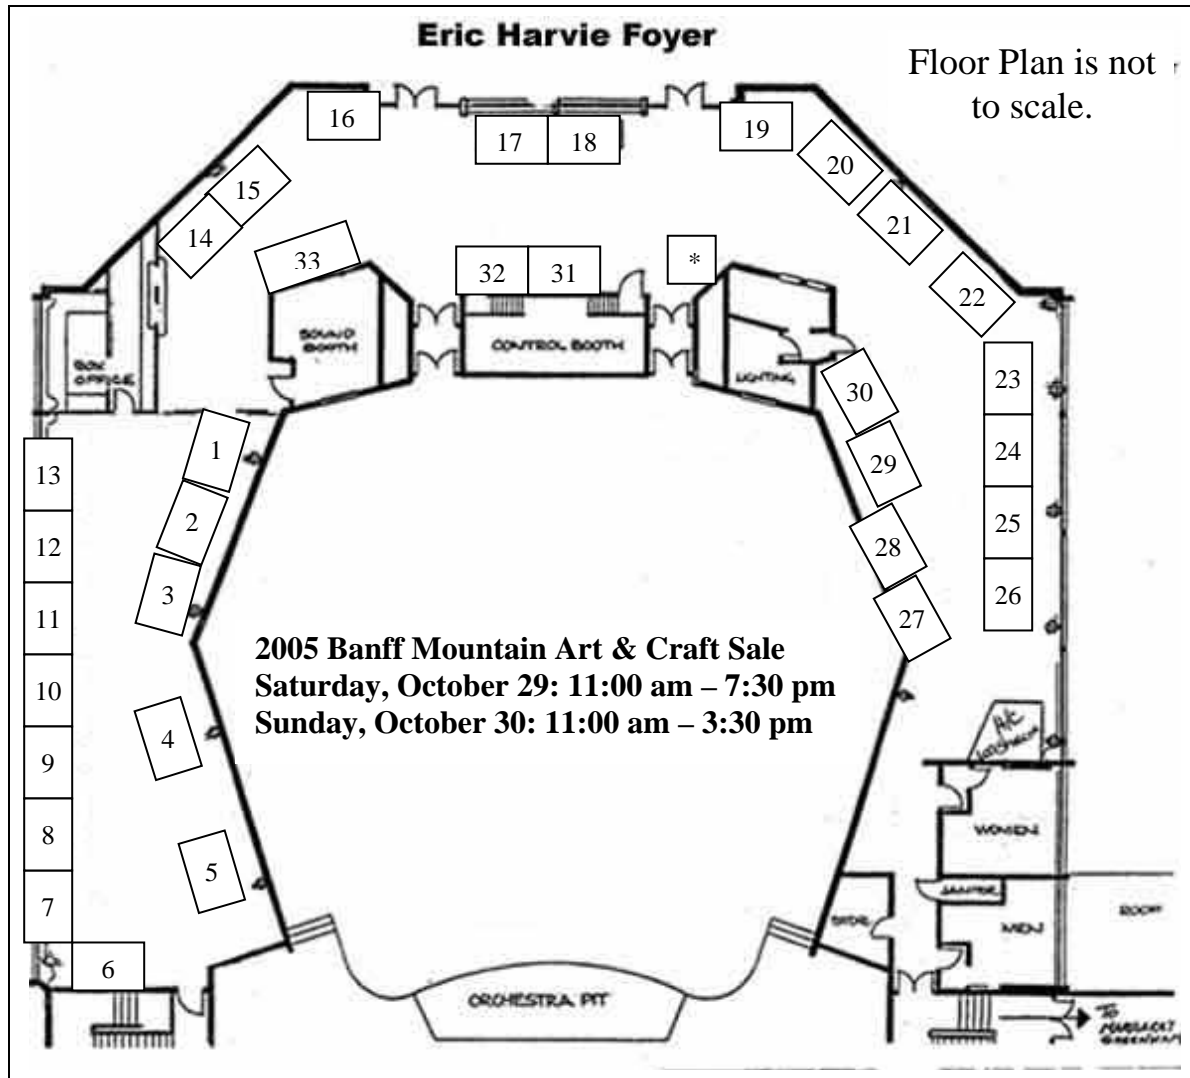 Eric Harvie Foyer
Floor Plan is not
to scale.
16
17
18
19
20
15
21
14
33
32
31
*
22
SOUND
BOOTH
CONTROL BOOTH
LIGHTING
BOX
OFFICE
23
30
1
13
29
24
2
12
28
25
3
11
27
26
2005 Banff Mountain Art & Craft Sale
Saturday, October 29: 11:00 am – 7:30 pm
Sunday, October 30: 11:00 am – 3:30 pm
10
4
9
8
5
7
6
WOMEN
JANITOR
MEN
ROOM
STOR
ORCHESTRA PIT
TO
MARGARET
GREENHAM